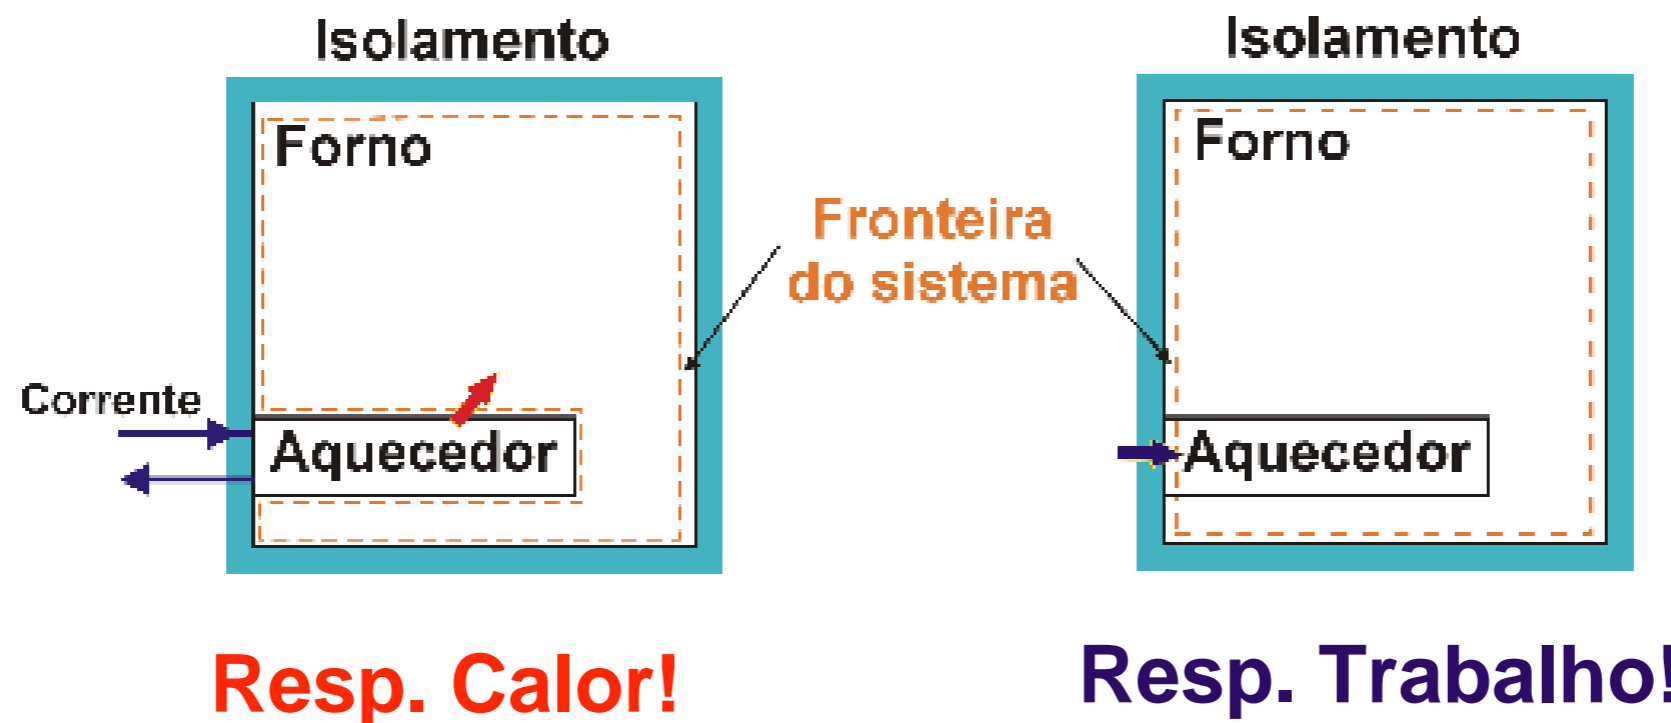 Isolamento
Forno
Corrente
Aquecedor
Resp. Calor!
Fronteira
do sistema
Isolamento
Forno
Aquecedor
Resp. Trabalho!